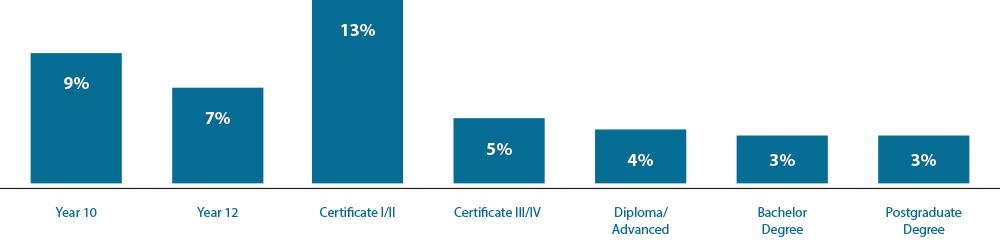 13%
9%
7%
5%
4%
3%
3%
Year 10
Year 12
Certificate I/II
Certificate III/IV
Diploma/
Advanced
Bachelor
Degree
Postgraduate
Degree